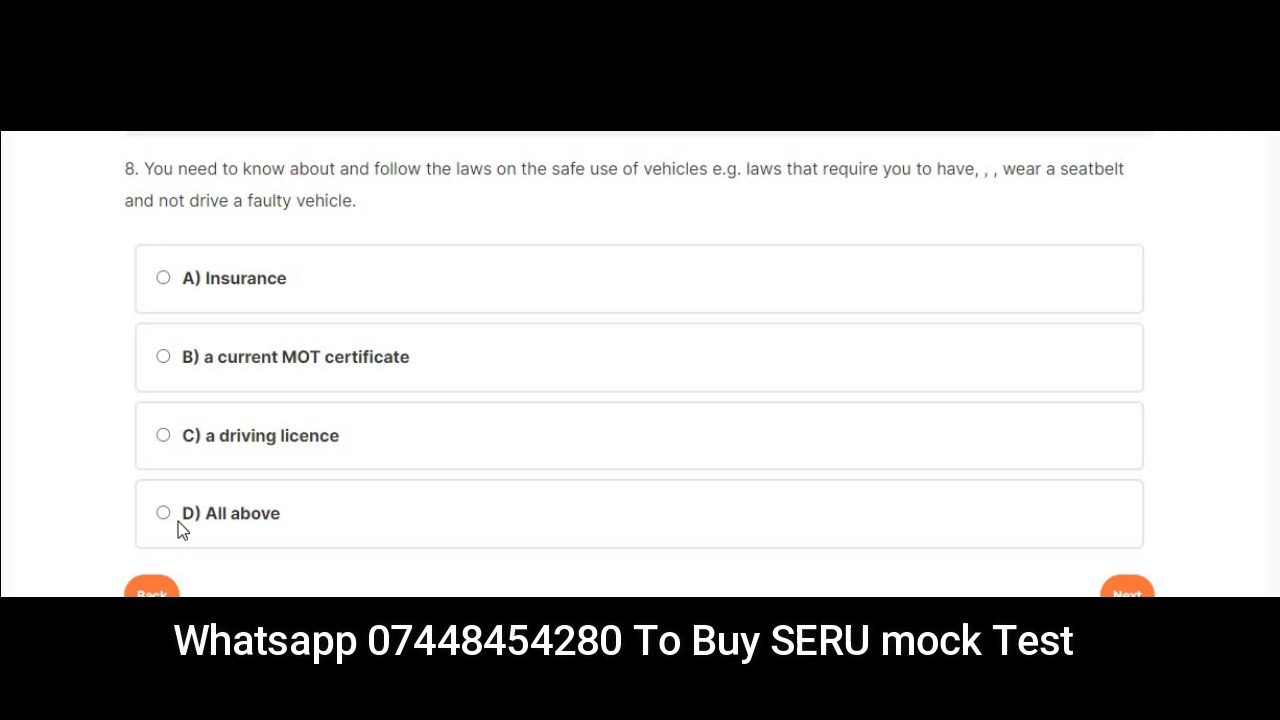 8. You need to know about and follow the laws on the safe use of vehicles e.g. laws that require you to have, , , wear a seatbelt
and not drive a faulty vehicle.
A) Insurance
B) a current MOT certificate
C) a driving licence
D) All above
Back
Next
Whatsapp 07448454280 To Buy SERU mock Test